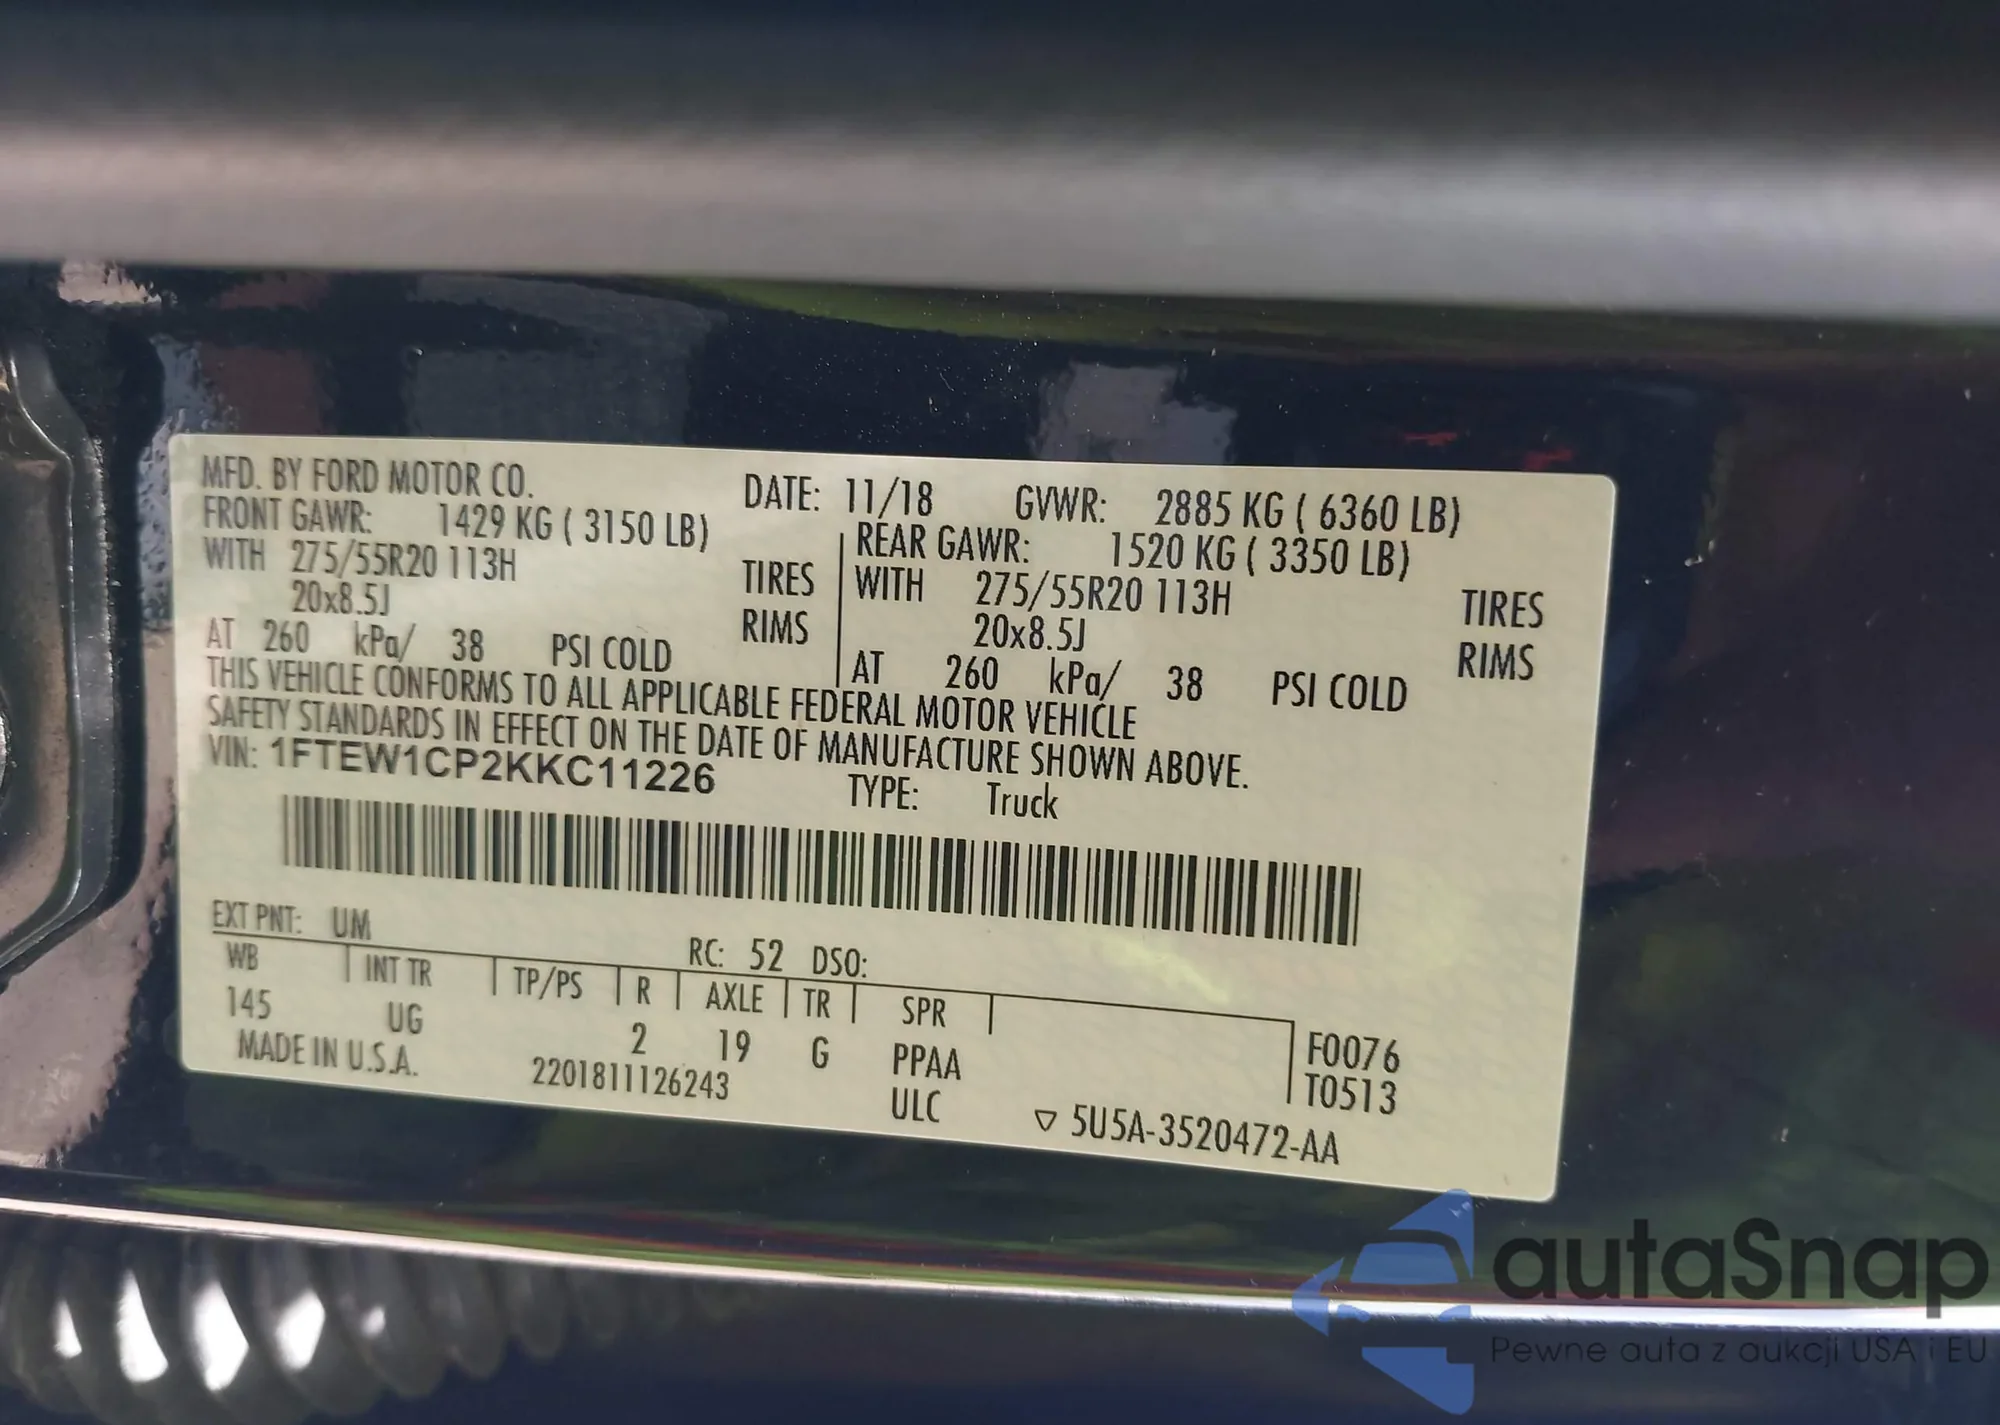 MFD. BY FORD MOTOR CO. DATE: 11/18 GVWR: 2885 KG ( 6360 LB)
FRONT GAWR: 1429 KG ( 3150 LB) REAR GAWR: 1520 KG ( 3350 LB)
WITH 275/55R20 113H TIRES WITH 275/55R20 113H TIRES
20x8.5J RIMS 20x8.5J RIMS
AT 260 kPa/ 38 PSI COLD AT 260 kPa/ 38 PSI COLD
THIS VEHICLE CONFORMS TO ALL APPLICABLE FEDERAL MOTOR VEHICLE
SAFETY STANDARDS IN EFFECT ON THE DATE OF MANUFACTURE SHOWN ABOVE.
VIN: 1FTEW1CP2KKC11226 TYPE: Truck
EXT PNT: UM RC: 52 DSO:
WB INT TR TP/PS R AXLE TR SPR
145 UG 2 19 G PPAA F0076
MADE IN U.S.A. 2201811126243 ULC T0513
▽ 5U5A-3520472-AA
autaSnap
Pewne auta z aukcji USA i EU